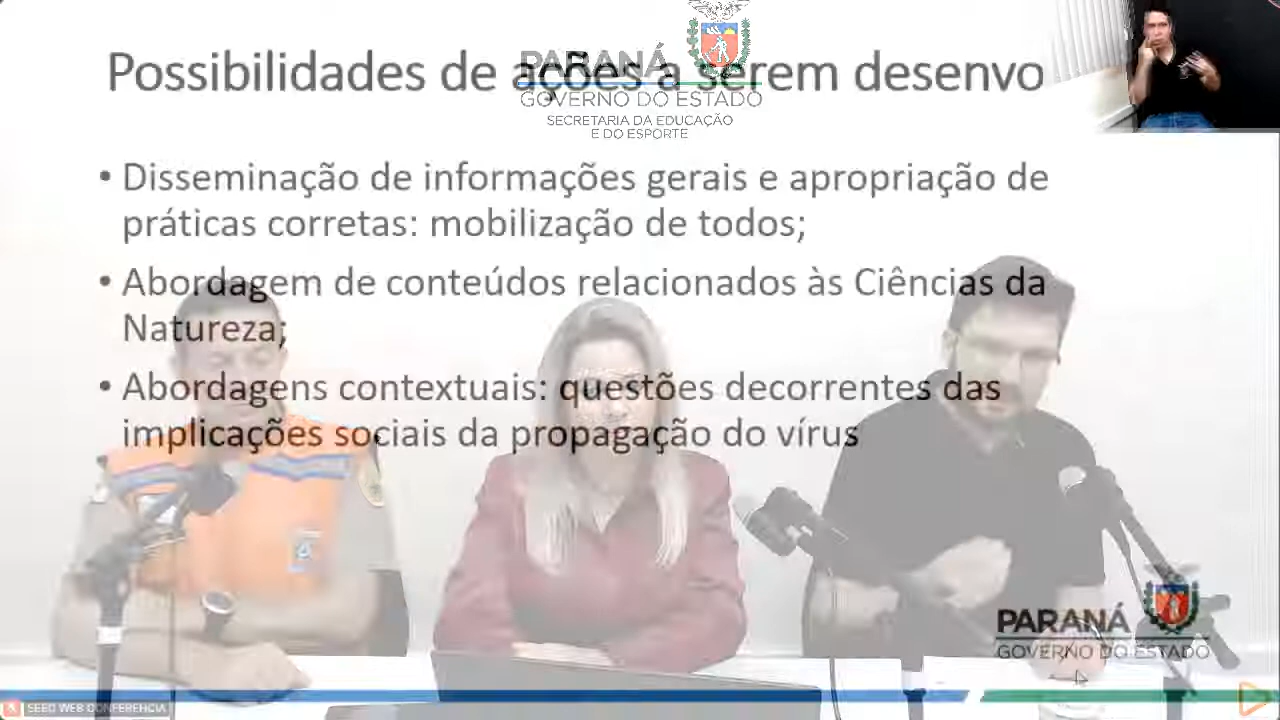 PARANÁ
GOVERNO DO ESTADO
SECRETARIA DA EDUCAÇÃO
E DO ESPORTE
Possibilidades de ações a serem desenvo
• Disseminação de informações gerais e apropriação de
práticas corretas: mobilização de todos;
• Abordagem de conteúdos relacionados às Ciências da
Natureza;
• Abordagens contextuais: questões decorrentes das
implicações sociais da propagação do vírus
PARANÁ
GOVERNO DO ESTADO
SEED WEB CONFERENCIA